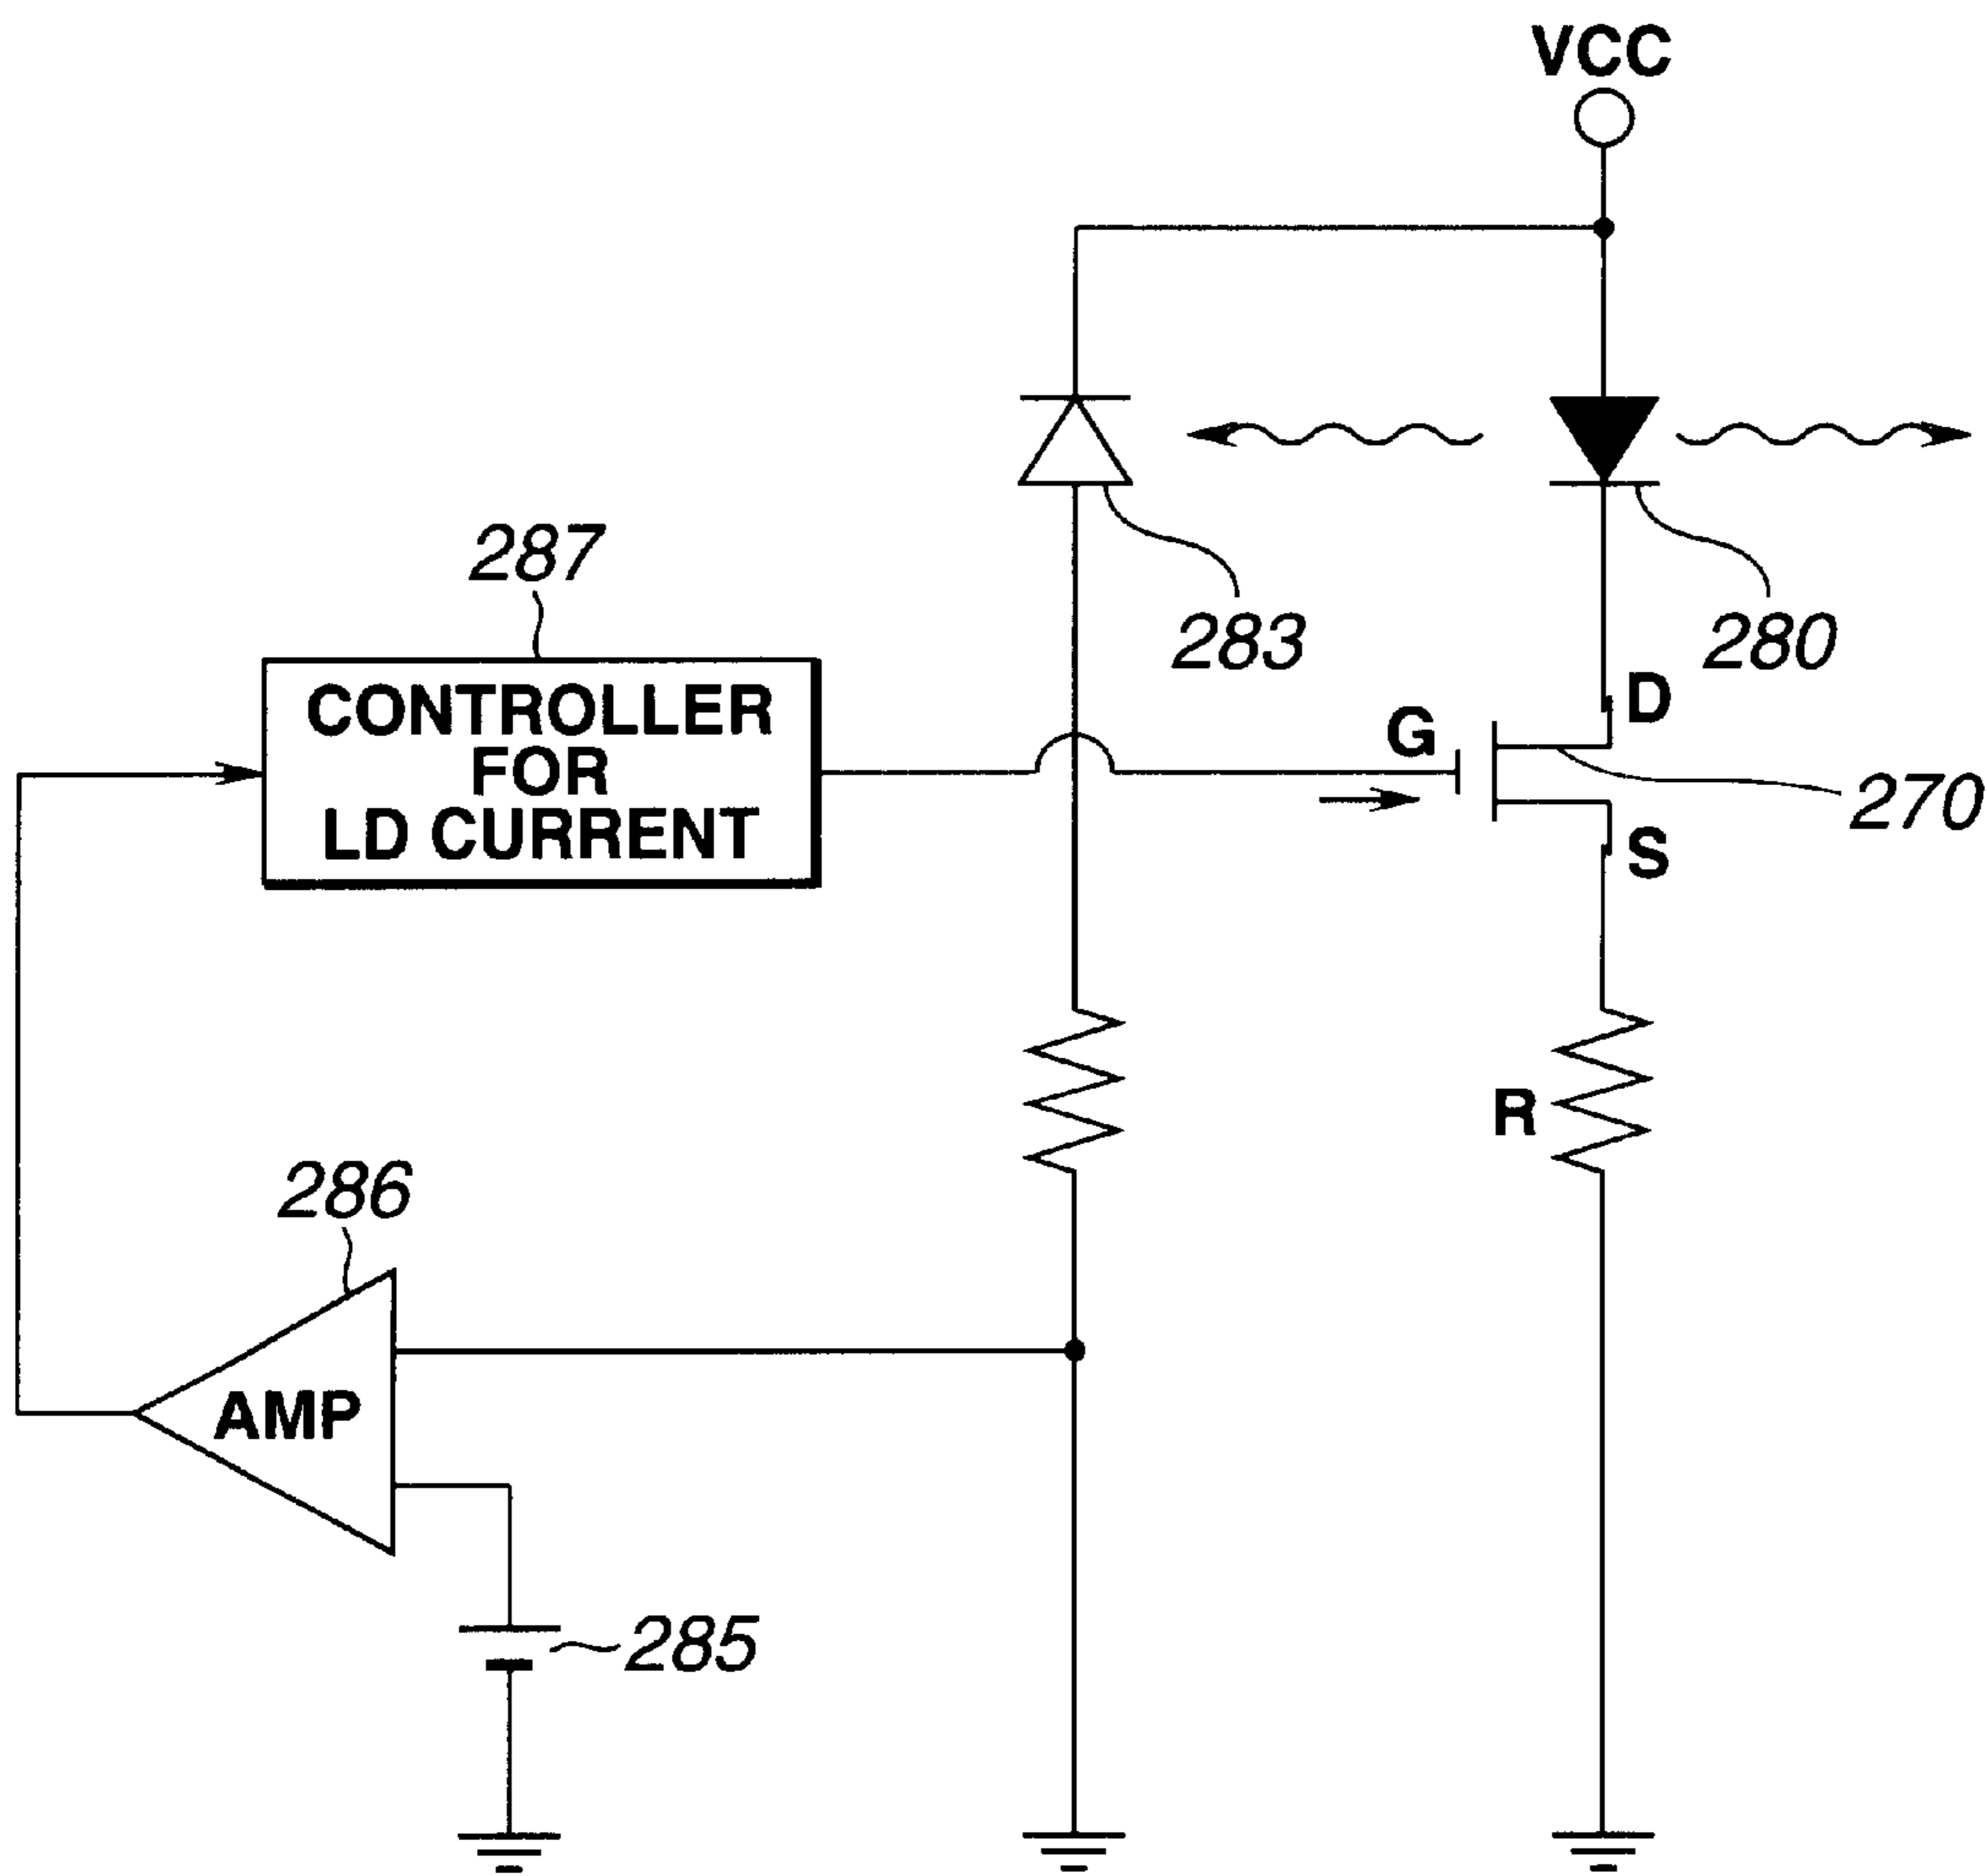 VCC
287
283
280
CONTROLLER
FOR
LD CURRENT
G
D
270
S
R
286
AMP
285